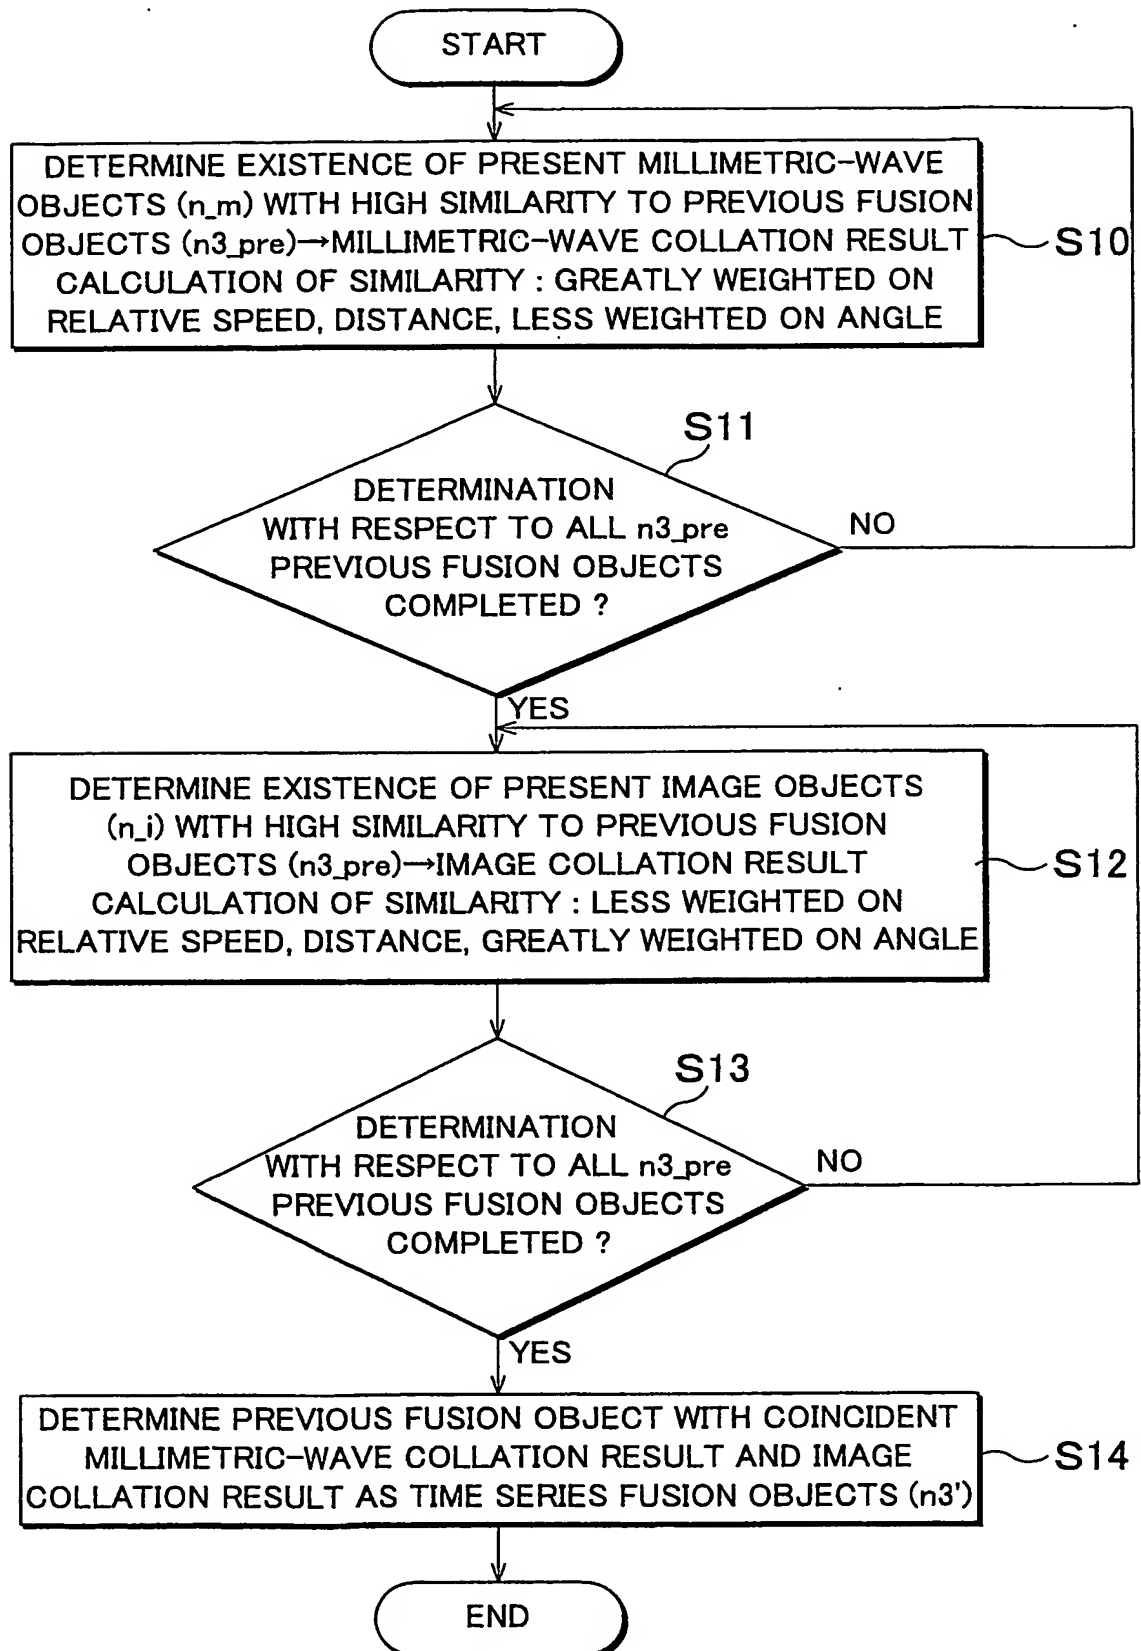 START
DETERMINE EXISTENCE OF PRESENT MILLIMETRIC-WAVE
OBJECTS (n_m) WITH HIGH SIMILARITY TO PREVIOUS FUSION
OBJECTS (n3_pre)→MILLIMETRIC-WAVE COLLATION RESULT
CALCULATION OF SIMILARITY : GREATLY WEIGHTED ON
RELATIVE SPEED, DISTANCE, LESS WEIGHTED ON ANGLE
S10
S11
DETERMINATION
WITH RESPECT TO ALL n3_pre
PREVIOUS FUSION OBJECTS
COMPLETED ?
NO
YES
DETERMINE EXISTENCE OF PRESENT IMAGE OBJECTS
(n_i) WITH HIGH SIMILARITY TO PREVIOUS FUSION
OBJECTS (n3_pre)→IMAGE COLLATION RESULT
CALCULATION OF SIMILARITY : LESS WEIGHTED ON
RELATIVE SPEED, DISTANCE, GREATLY WEIGHTED ON ANGLE
S12
S13
DETERMINATION
WITH RESPECT TO ALL n3_pre
PREVIOUS FUSION OBJECTS
COMPLETED ?
NO
YES
DETERMINE PREVIOUS FUSION OBJECT WITH COINCIDENT
MILLIMETRIC-WAVE COLLATION RESULT AND IMAGE
COLLATION RESULT AS TIME SERIES FUSION OBJECTS (n3')
S14
END